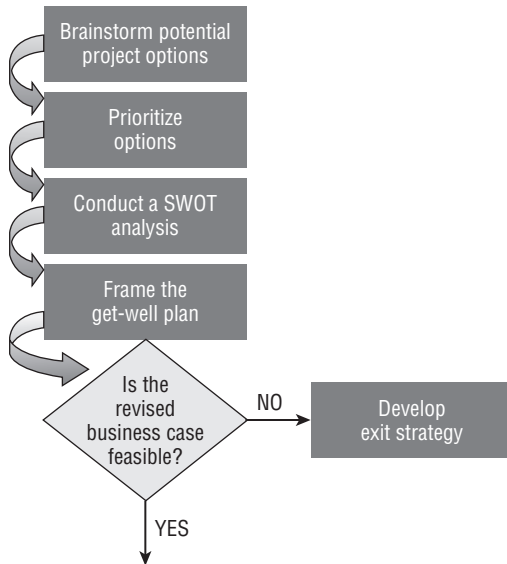 Brainstorm potential
project options
Prioritize
options
Conduct a SWOT
analysis
Frame the
get-well plan
Is the
revised
business case
feasible?
NO
Develop
exit strategy
YES